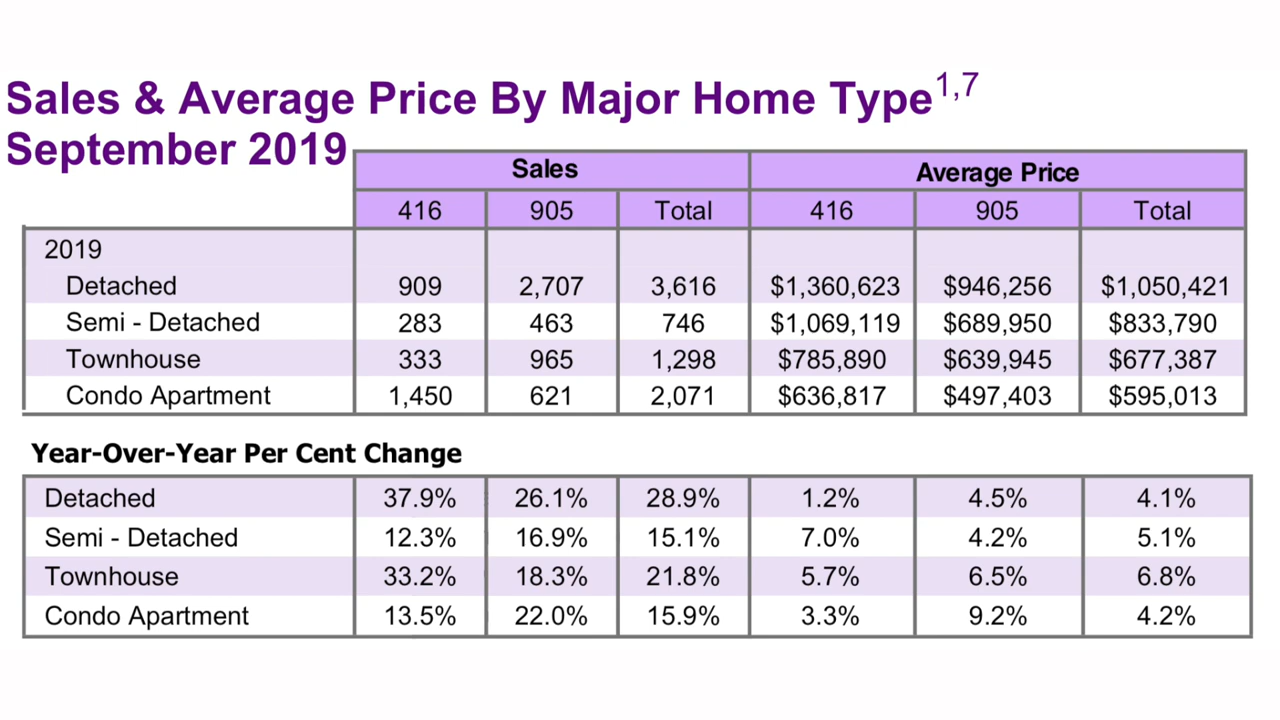 Sales & Average Price By Major Home Type1,7
September 2019
Sales Average Price
416 905 Total 416 905 Total
2019
Detached 909 2,707 3,616 $1,360,623 $946,256 $1,050,421
Semi - Detached 283 463 746 $1,069,119 $689,950 $833,790
Townhouse 333 965 1,298 $785,890 $639,945 $677,387
Condo Apartment 1,450 621 2,071 $636,817 $497,403 $595,013
Year-Over-Year Per Cent Change
Detached 37.9% 26.1% 28.9% 1.2% 4.5% 4.1%
Semi - Detached 12.3% 16.9% 15.1% 7.0% 4.2% 5.1%
Townhouse 33.2% 18.3% 21.8% 5.7% 6.5% 6.8%
Condo Apartment 13.5% 22.0% 15.9% 3.3% 9.2% 4.2%